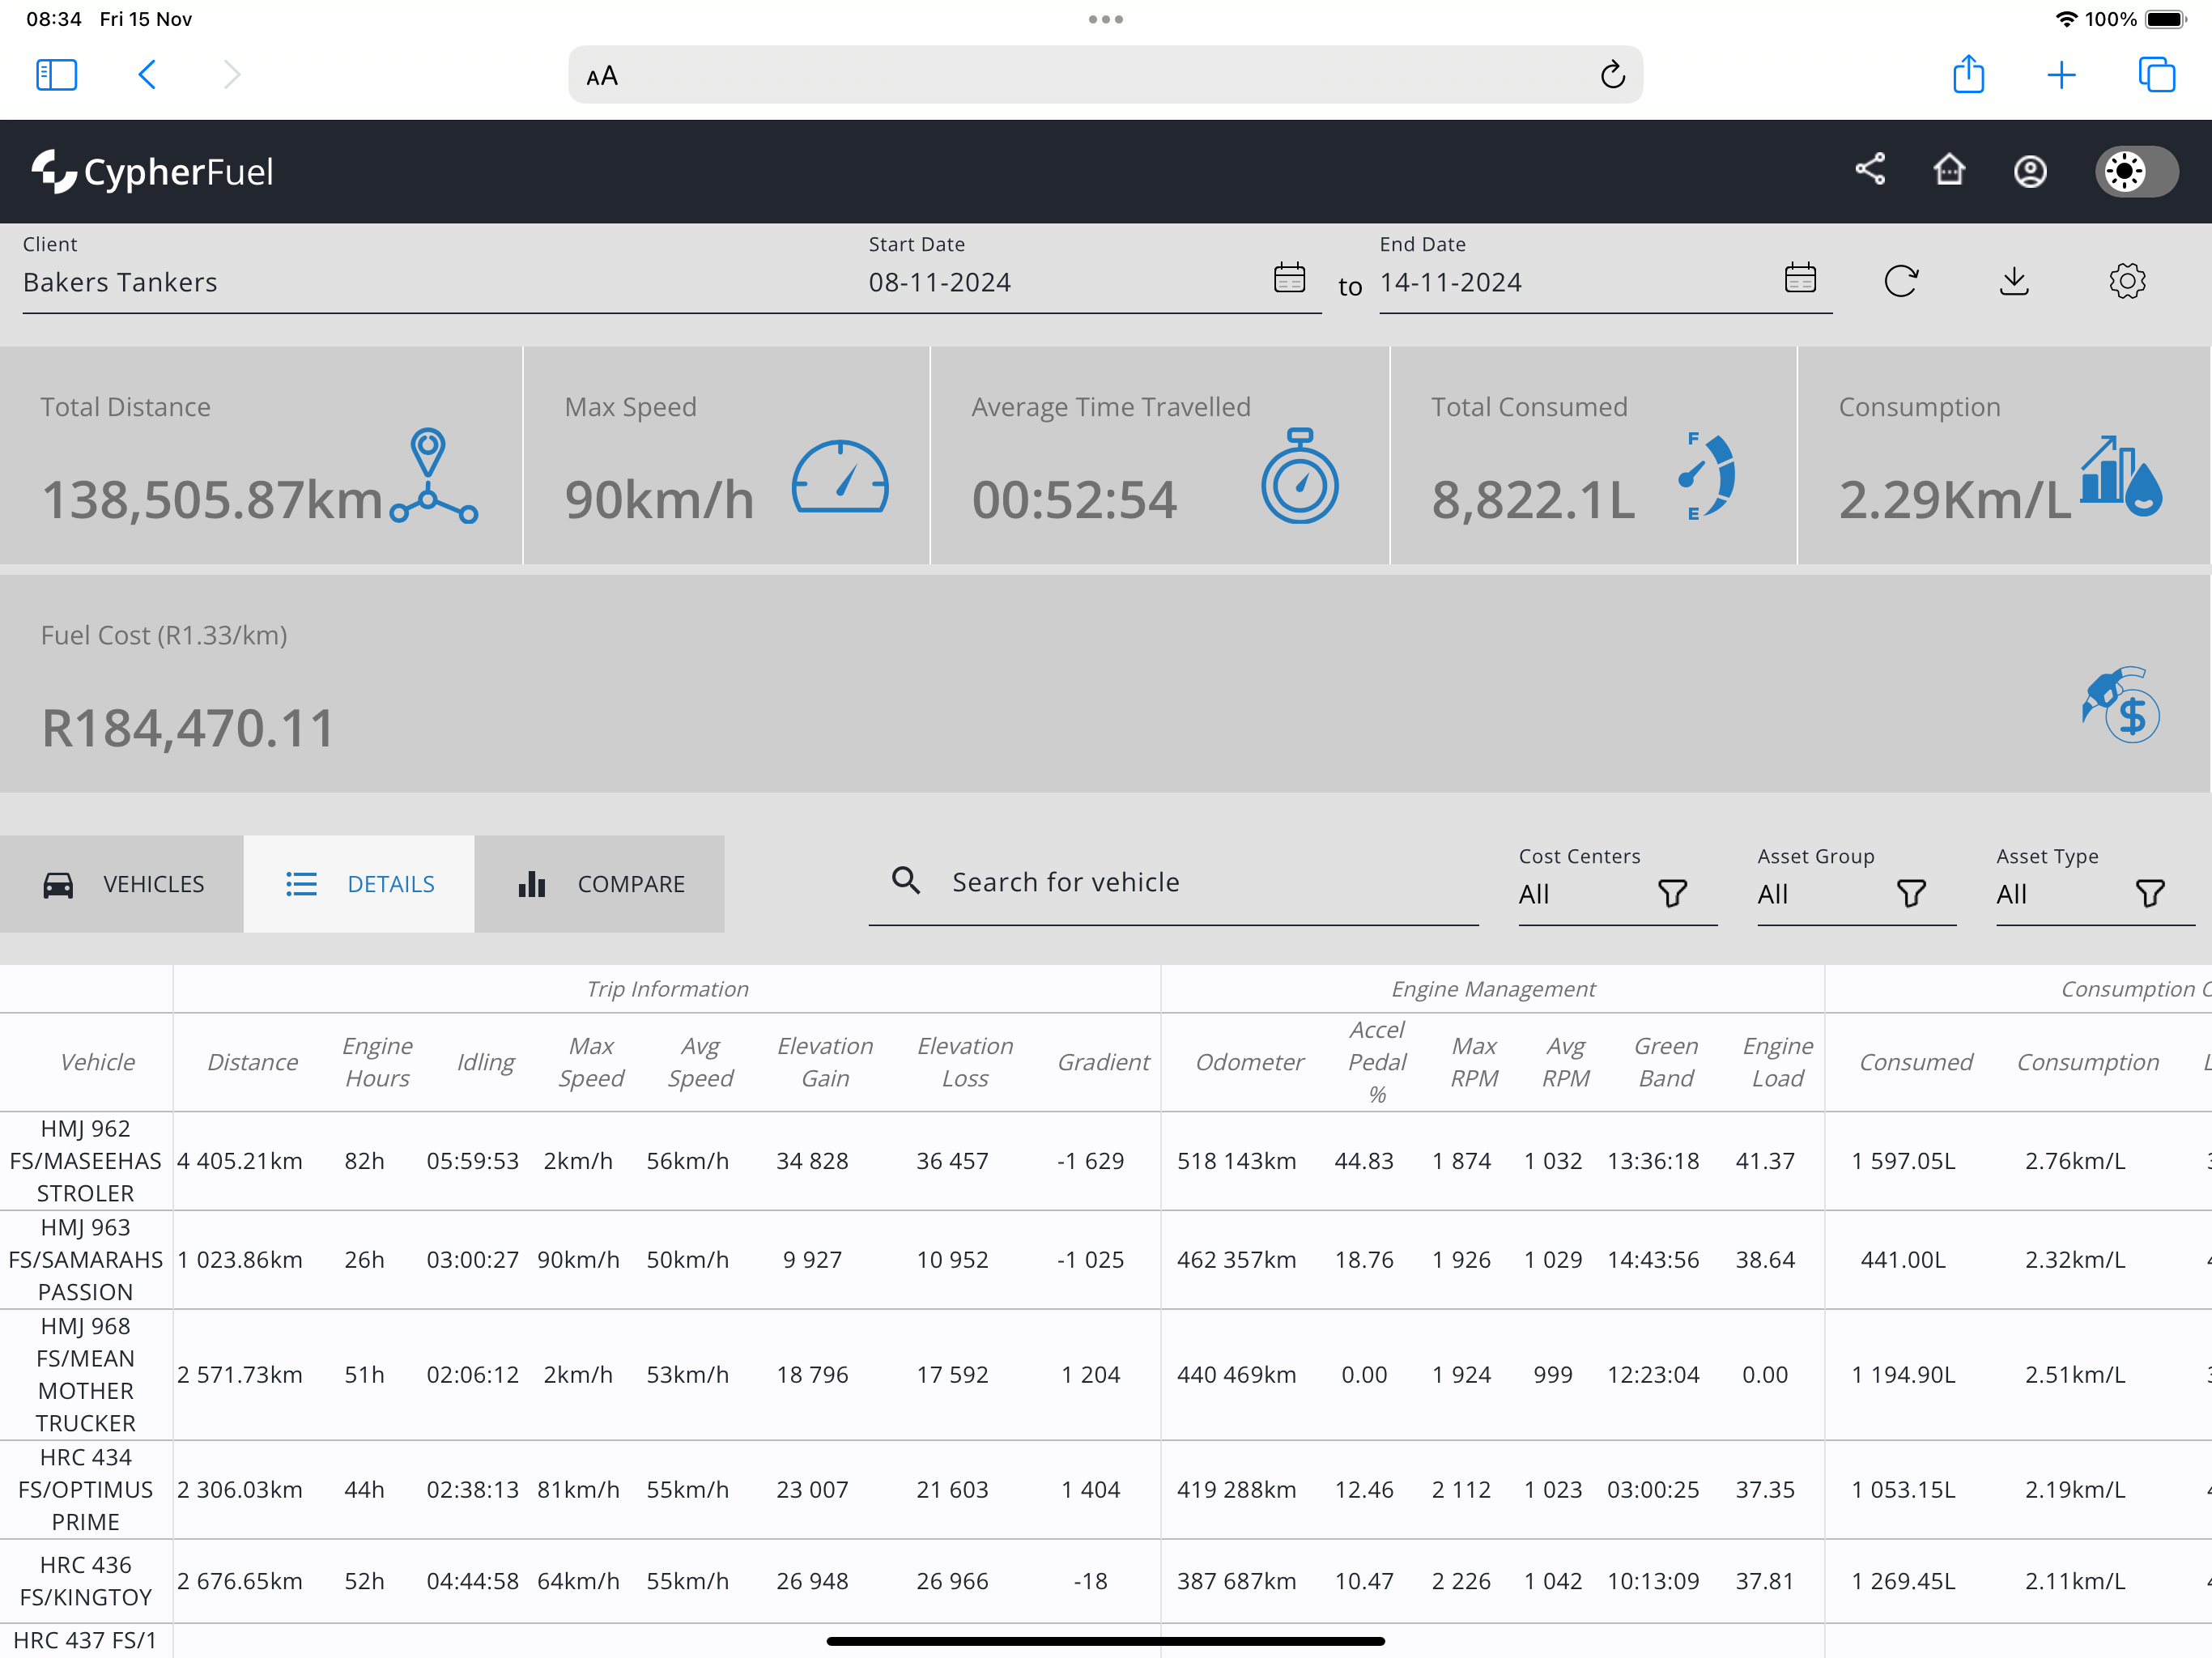 08:34 Fri 15 Nov
100%
AA
CypherFuel
Client
Bakers Tankers
Start Date
08-11-2024
to
End Date
14-11-2024
Total Distance
138,505.87km
Max Speed
90km/h
Average Time Travelled
00:52:54
Total Consumed
8,822.1L
F
E
Consumption
2.29Km/L
Fuel Cost (R1.33/km)
R184,470.11
$
VEHICLES
DETAILS
COMPARE
Search for vehicle
Cost Centers
All
Asset Group
All
Asset Type
All
Trip Information Engine Management Consumption C
Vehicle Distance Engine Hours Idling Max Speed Avg Speed Elevation Gain Elevation Loss Gradient Odometer Accel Pedal % Max RPM Avg RPM Green Band Engine Load Consumed Consumption
HMJ 962
FS/MASEEHAS
STROLER
4 405.21km 82h 05:59:53 2km/h 56km/h 34 828 36 457 -1 629 518 143km 44.83 1 874 1 032 13:36:18 41.37 1 597.05L 2.76km/L
HMJ 963
FS/SAMARAHS
PASSION
1 023.86km 26h 03:00:27 90km/h 50km/h 9 927 10 952 -1 025 462 357km 18.76 1 926 1 029 14:43:56 38.64 441.00L 2.32km/L
HMJ 968
FS/MEAN
MOTHER
TRUCKER
2 571.73km 51h 02:06:12 2km/h 53km/h 18 796 17 592 1 204 440 469km 0.00 1 924 999 12:23:04 0.00 1 194.90L 2.51km/L
HRC 434
FS/OPTIMUS
PRIME
2 306.03km 44h 02:38:13 81km/h 55km/h 23 007 21 603 1 404 419 288km 12.46 2 112 1 023 03:00:25 37.35 1 053.15L 2.19km/L
HRC 436
FS/KINGTOY
2 676.65km 52h 04:44:58 64km/h 55km/h 26 948 26 966 -18 387 687km 10.47 2 226 1 042 10:13:09 37.81 1 269.45L 2.11km/L
HRC 437 FS/1